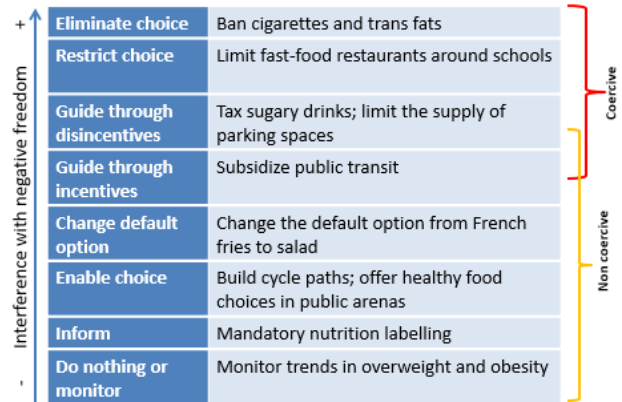 +
Interference with negative freedom
-
Eliminate choice
Ban cigarettes and trans fats
Restrict choice
Limit fast-food restaurants around schools
Guide through
disincentives
Tax sugary drinks; limit the supply of
parking spaces
Guide through
incentives
Subsidize public transit
Change default
option
Change the default option from French
fries to salad
Enable choice
Build cycle paths; offer healthy food
choices in public arenas
Inform
Mandatory nutrition labelling
Do nothing or
monitor
Monitor trends in overweight and obesity
Coercive
Non coercive